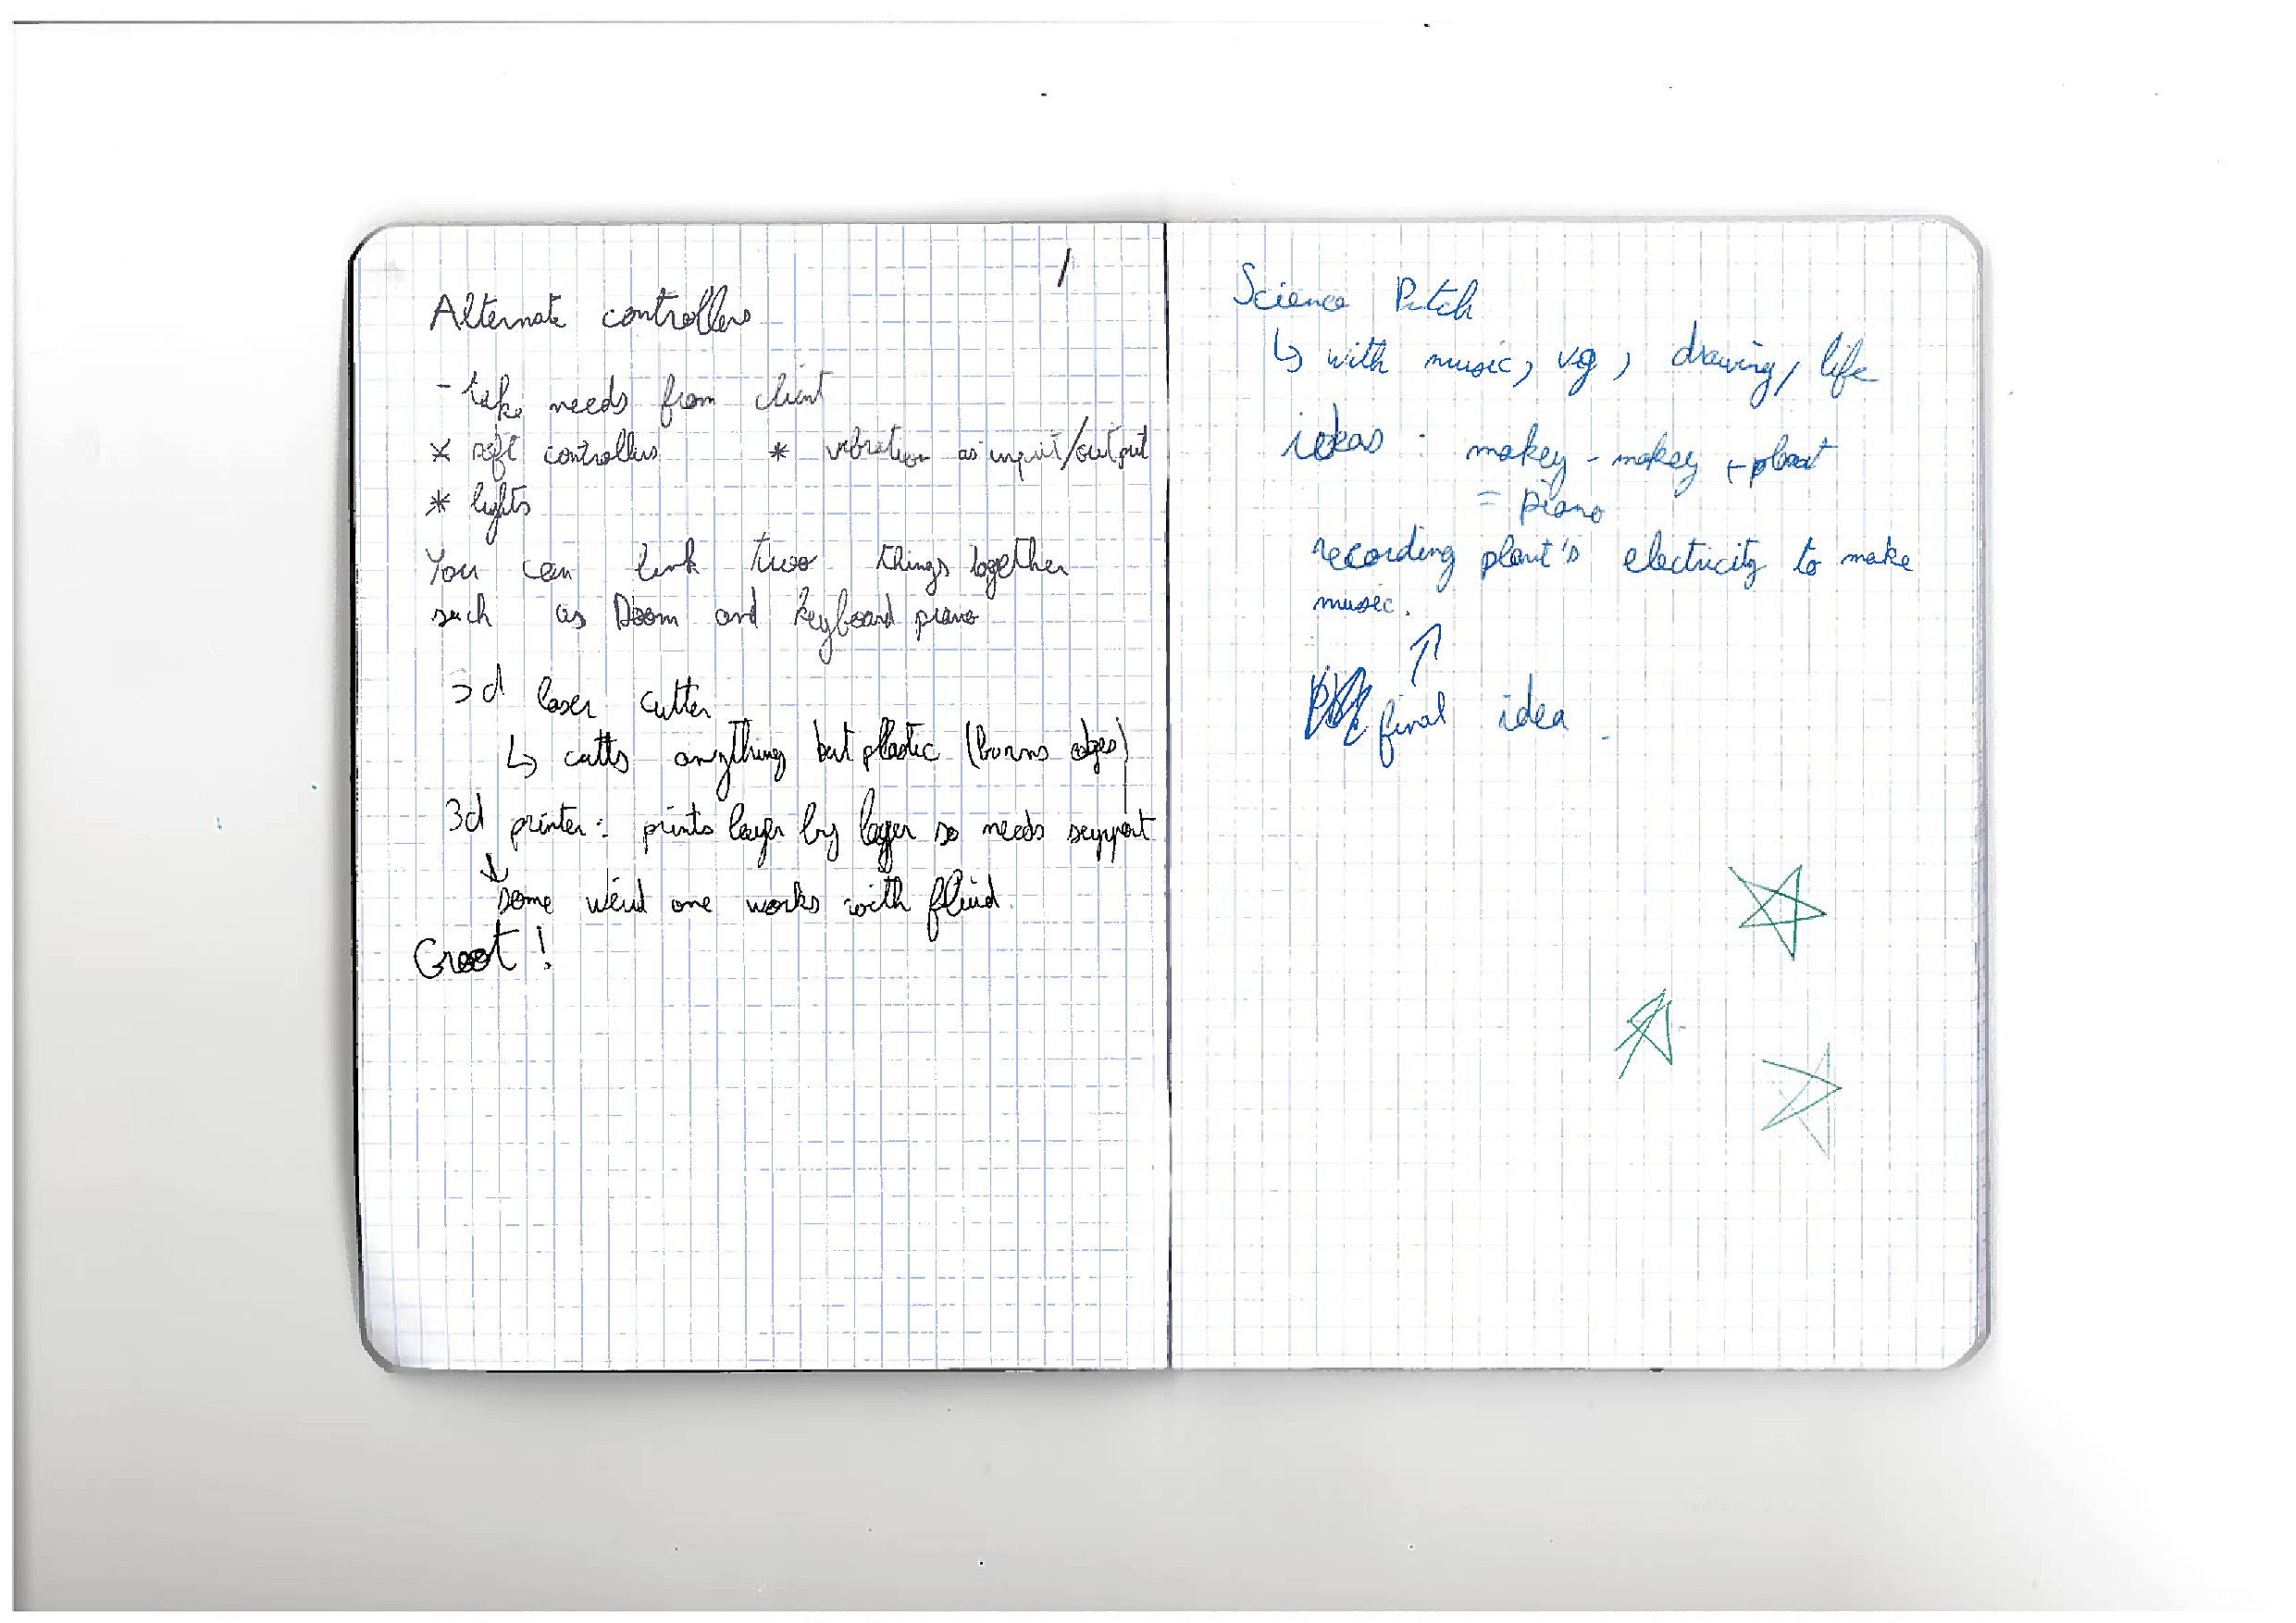 Alternate controllers
- take needs from client
* soft controllers * vibration as input/output
* lights
You can link two things together
such as Doom and keyboard piano
3d laser cutter
↳ cutts anything but plastic (burns edges)
3d printer : prints layer by layer so needs support
↓
some weird one works with fluid.
Groot !
Science Pitch
↳ with music, vg, drawing, life
ideas : makey - makey + plant
= piano
recording plant's electricity to make
music.
↑
final idea.